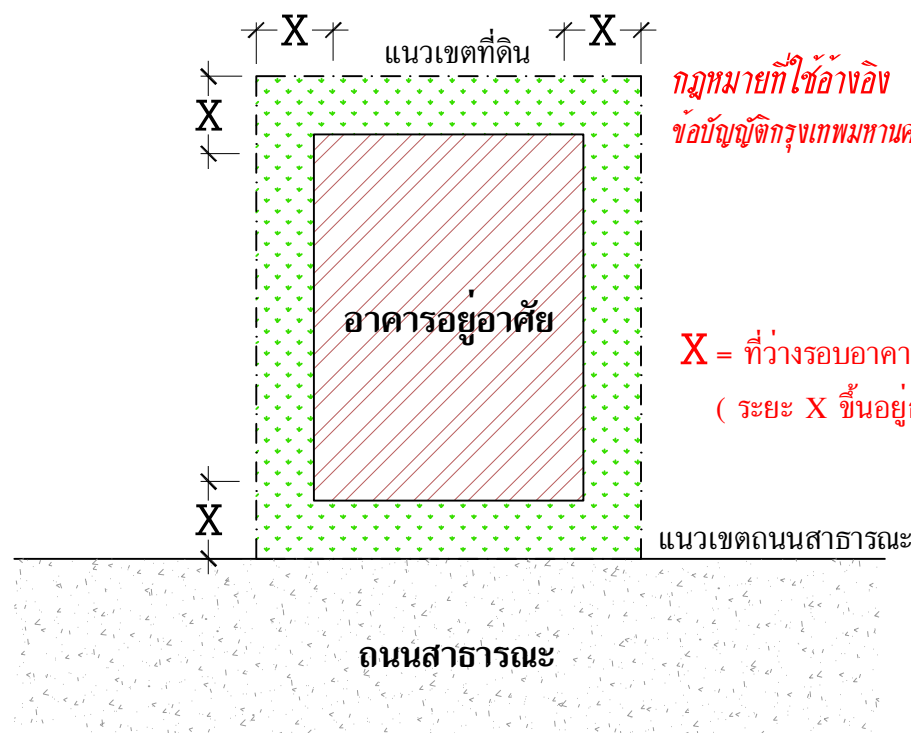 X
X
แนวเขตที่ดิน
X
กฎหมายที่ใช้อ้างอิง
ข้อบัญญัติกรุงเทพมหานค
อาคารอยู่อาศัย
X = ที่ว่างรอบอาคา
( ระยะ X ขึ้นอยู่
X
แนวเขตถนนสาธารณะ
ถนนสาธารณะ